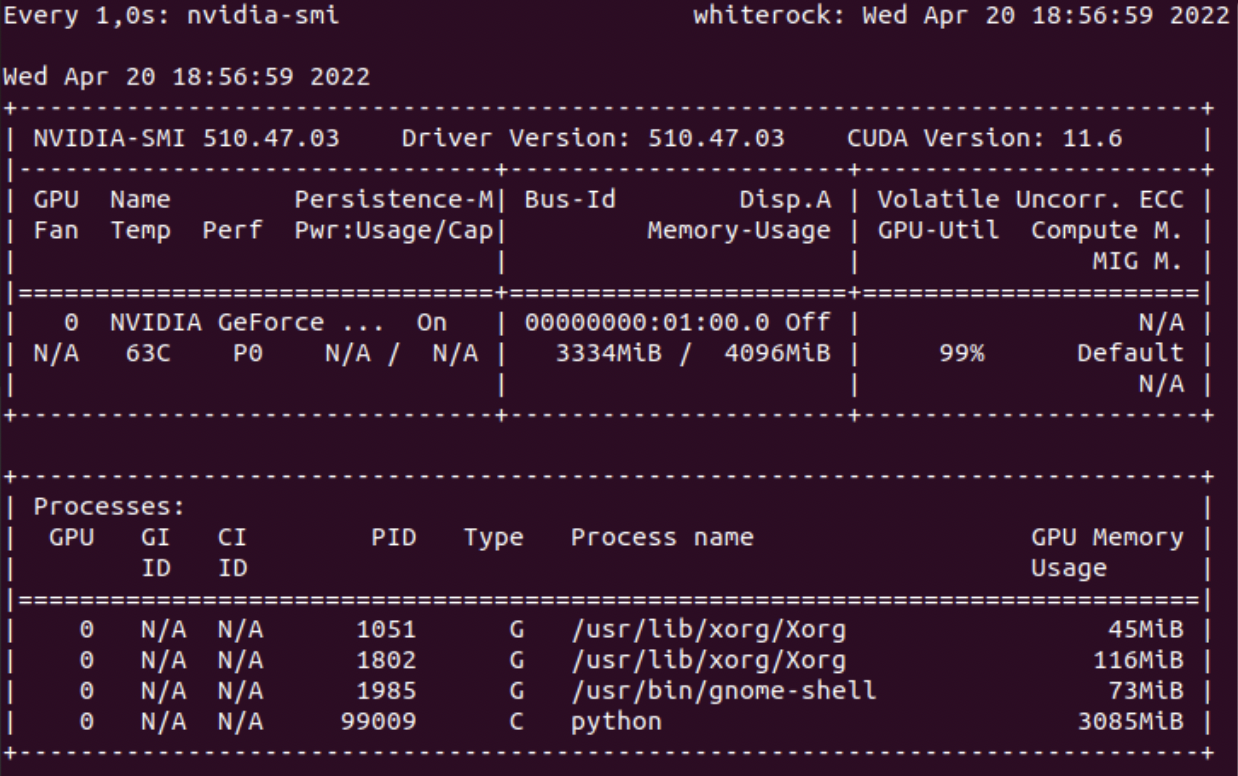 Every 1,0s: nvidia-smi                       whiterock: Wed Apr 20 18:56:59 2022

Wed Apr 20 18:56:59 2022
+-----------------------------------------------------------------------------+
| NVIDIA-SMI 510.47.03    Driver Version: 510.47.03    CUDA Version: 11.6     |
|-------------------------------+----------------------+----------------------+
| GPU  Name        Persistence-M| Bus-Id        Disp.A | Volatile Uncorr. ECC |
| Fan  Temp  Perf  Pwr:Usage/Cap|         Memory-Usage | GPU-Util  Compute M. |
|                               |                      |               MIG M. |
|===============================+======================+======================|
|   0  NVIDIA GeForce ...  On   | 00000000:01:00.0 Off |                  N/A |
| N/A   63C    P0    N/A /  N/A |   3334MiB /  4096MiB |     99%      Default |
|                               |                      |                  N/A |
+-------------------------------+----------------------+----------------------+

+-----------------------------------------------------------------------------+
| Processes:                                                                  |
|  GPU   GI   CI        PID   Type   Process name                  GPU Memory |
|        ID   ID                                                   Usage      |
|=============================================================================|
|    0   N/A  N/A      1051      G   /usr/lib/xorg/Xorg                 45MiB |
|    0   N/A  N/A      1802      G   /usr/lib/xorg/Xorg                116MiB |
|    0   N/A  N/A      1985      G   /usr/bin/gnome-shell               73MiB |
|    0   N/A  N/A     99009      C   python                           3085MiB |
+-----------------------------------------------------------------------------+